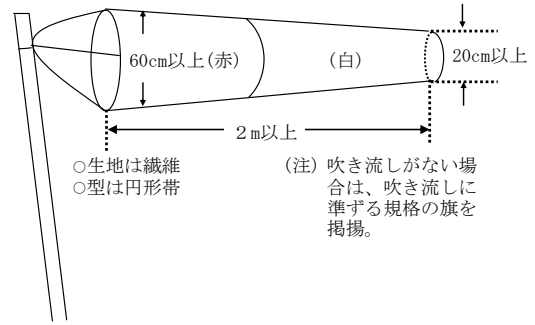 60cm以上(赤)
(白)
20cm以上
2m以上
○生地は繊維
○型は円形帯
(注) 吹き流しがない場
合は、吹き流しに
準ずる規格の旗を
掲揚。